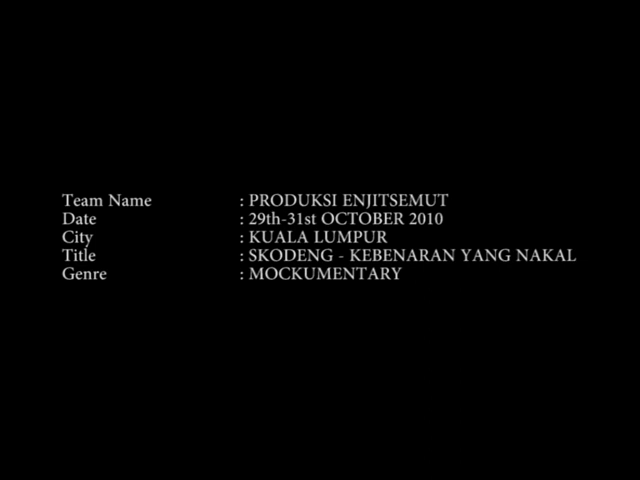 Team Name : PRODUKSI ENJITSEMUT
Date : 29th-31st OCTOBER 2010
City : KUALA LUMPUR
Title : SKODENG - KEBENARAN YANG NAKAL
Genre : MOCKUMENTARY